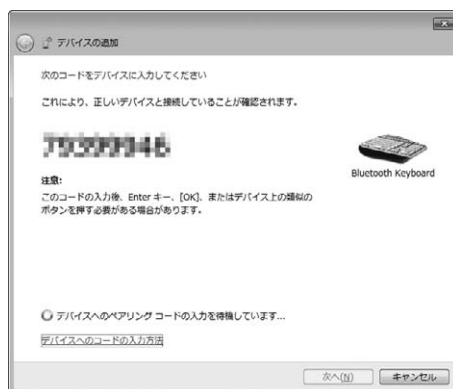 デバイスの追加
次のコードをデバイスに入力してください
これにより、正しいデバイスと接続していることが確認されます。
Bluetooth Keyboard
注意:
このコードの入力後、Enter キー、[OK]、またはデバイス上の類似の
ボタンを押す必要がある場合があります。
デバイスへのペアリング コードの入力を待機しています...
デバイスへのコードの入力方法
次へ(N)
キャンセル